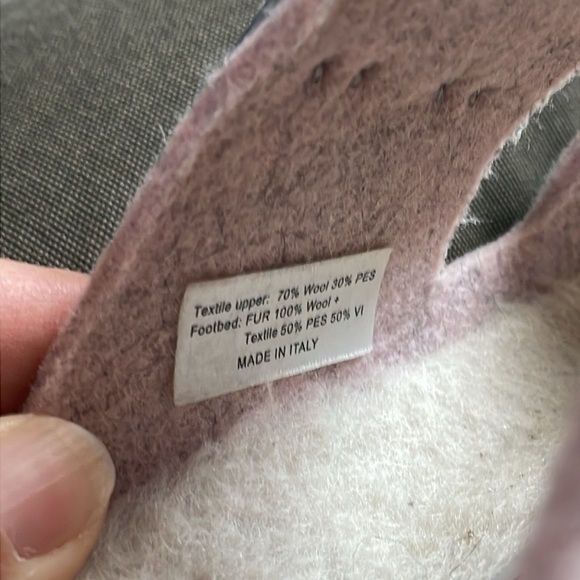 Textile upper: 70% Wool 30% PES
Footbed: FUR 100% Wool +
Textile 50% PES 50% VI
MADE IN ITALY